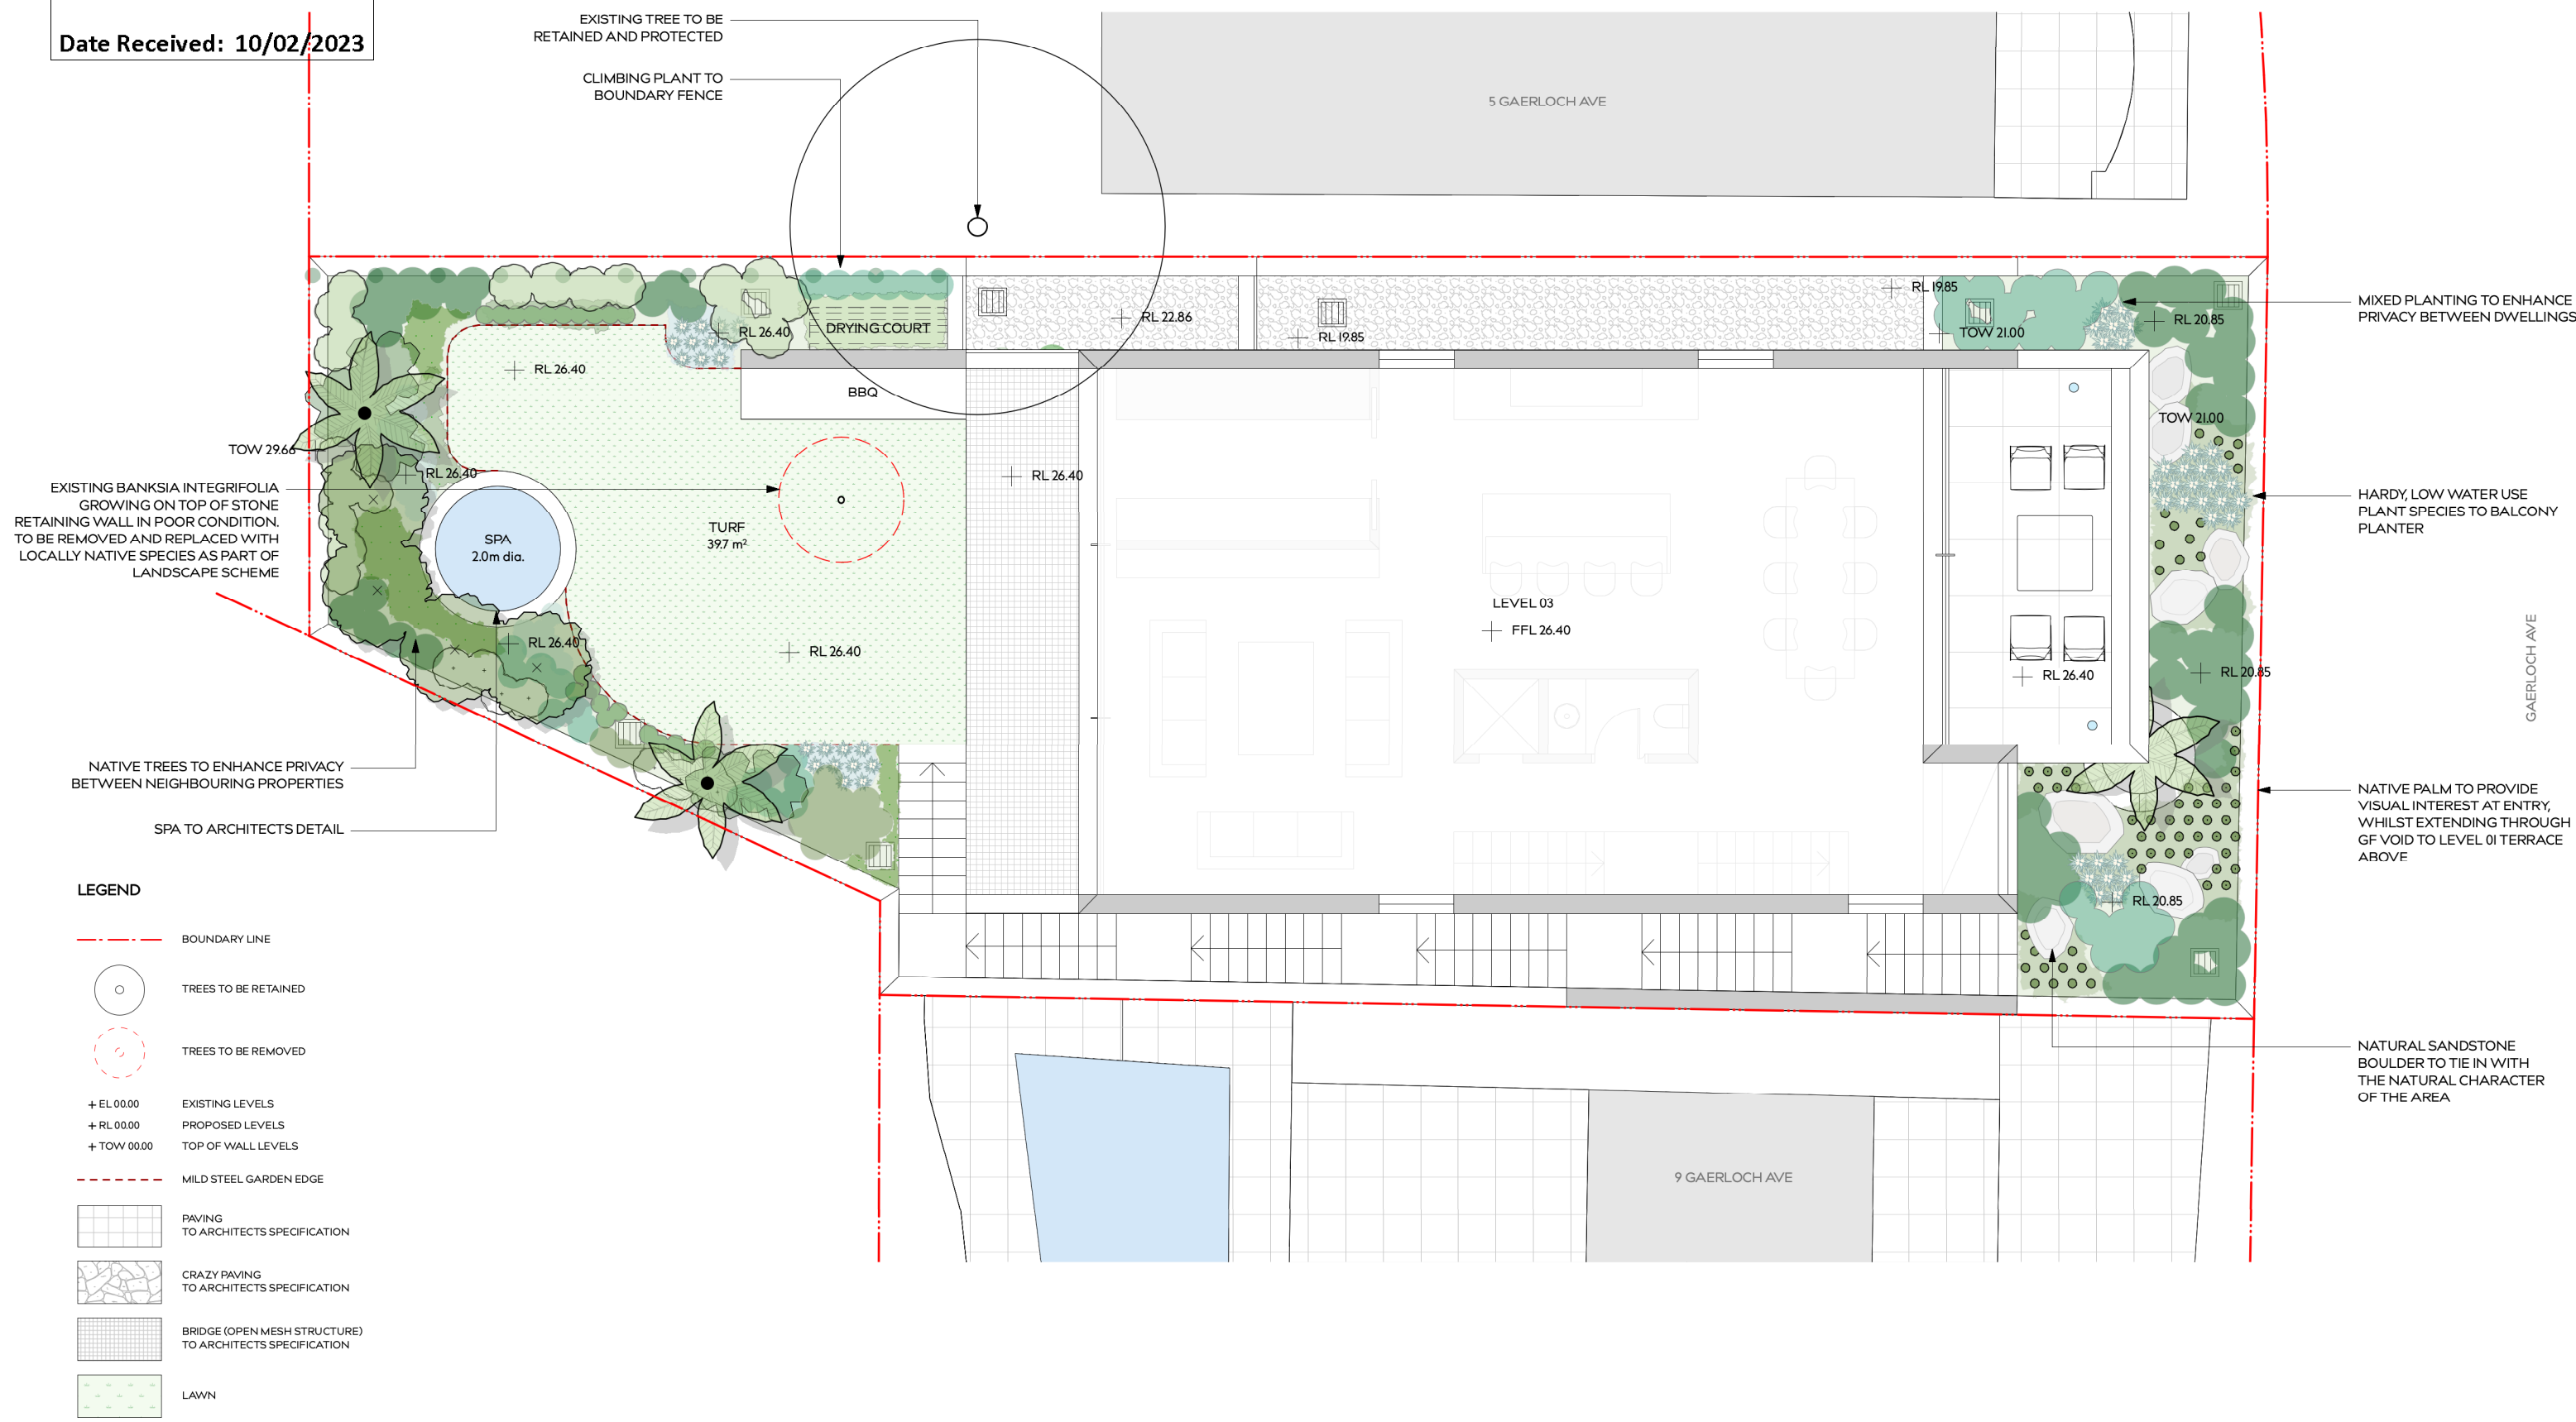 Date Received: 10/02/2023
EXISTING TREE TO BE
RETAINED AND PROTECTED
CLIMBING PLANT TO
BOUNDARY FENCE
5 GAERLOCH AVE
RL 26.40
DRYING COURT
RL 22.86
RL 19.85
RL 19.85
TOW 21.00
RL 20.85
MIXED PLANTING TO ENHANCE
PRIVACY BETWEEN DWELLINGS
RL 26.40
BBQ
TOW 21.00
TOW 29.66
RL 26.40
RL 26.40
EXISTING BANKSIA INTEGRIFOLIA
GROWING ON TOP OF STONE
RETAINING WALL IN POOR CONDITION.
TO BE REMOVED AND REPLACED WITH
LOCALLY NATIVE SPECIES AS PART OF
LANDSCAPE SCHEME
SPA
2.0m dia.
TURF
39.7 m²
HARDY, LOW WATER USE
PLANT SPECIES TO BALCONY
PLANTER
LEVEL 03
FFL 26.40
RL 26.40
RL 26.40
RL 26.40
RL 20.85
GAERLOCH AVE
NATIVE TREES TO ENHANCE PRIVACY
BETWEEN NEIGHBOURING PROPERTIES
SPA TO ARCHITECTS DETAIL
NATIVE PALM TO PROVIDE
VISUAL INTEREST AT ENTRY,
WHILST EXTENDING THROUGH
GF VOID TO LEVEL 01 TERRACE
ABOVE
RL 20.85
NATURAL SANDSTONE
BOULDER TO TIE IN WITH
THE NATURAL CHARACTER
OF THE AREA
9 GAERLOCH AVE
LEGEND
BOUNDARY LINE
TREES TO BE RETAINED
TREES TO BE REMOVED
+ EL 00.00 EXISTING LEVELS
+ RL 00.00 PROPOSED LEVELS
+ TOW 00.00 TOP OF WALL LEVELS
MILD STEEL GARDEN EDGE
PAVING
TO ARCHITECTS SPECIFICATION
CRAZY PAVING
TO ARCHITECTS SPECIFICATION
BRIDGE (OPEN MESH STRUCTURE)
TO ARCHITECTS SPECIFICATION
LAWN